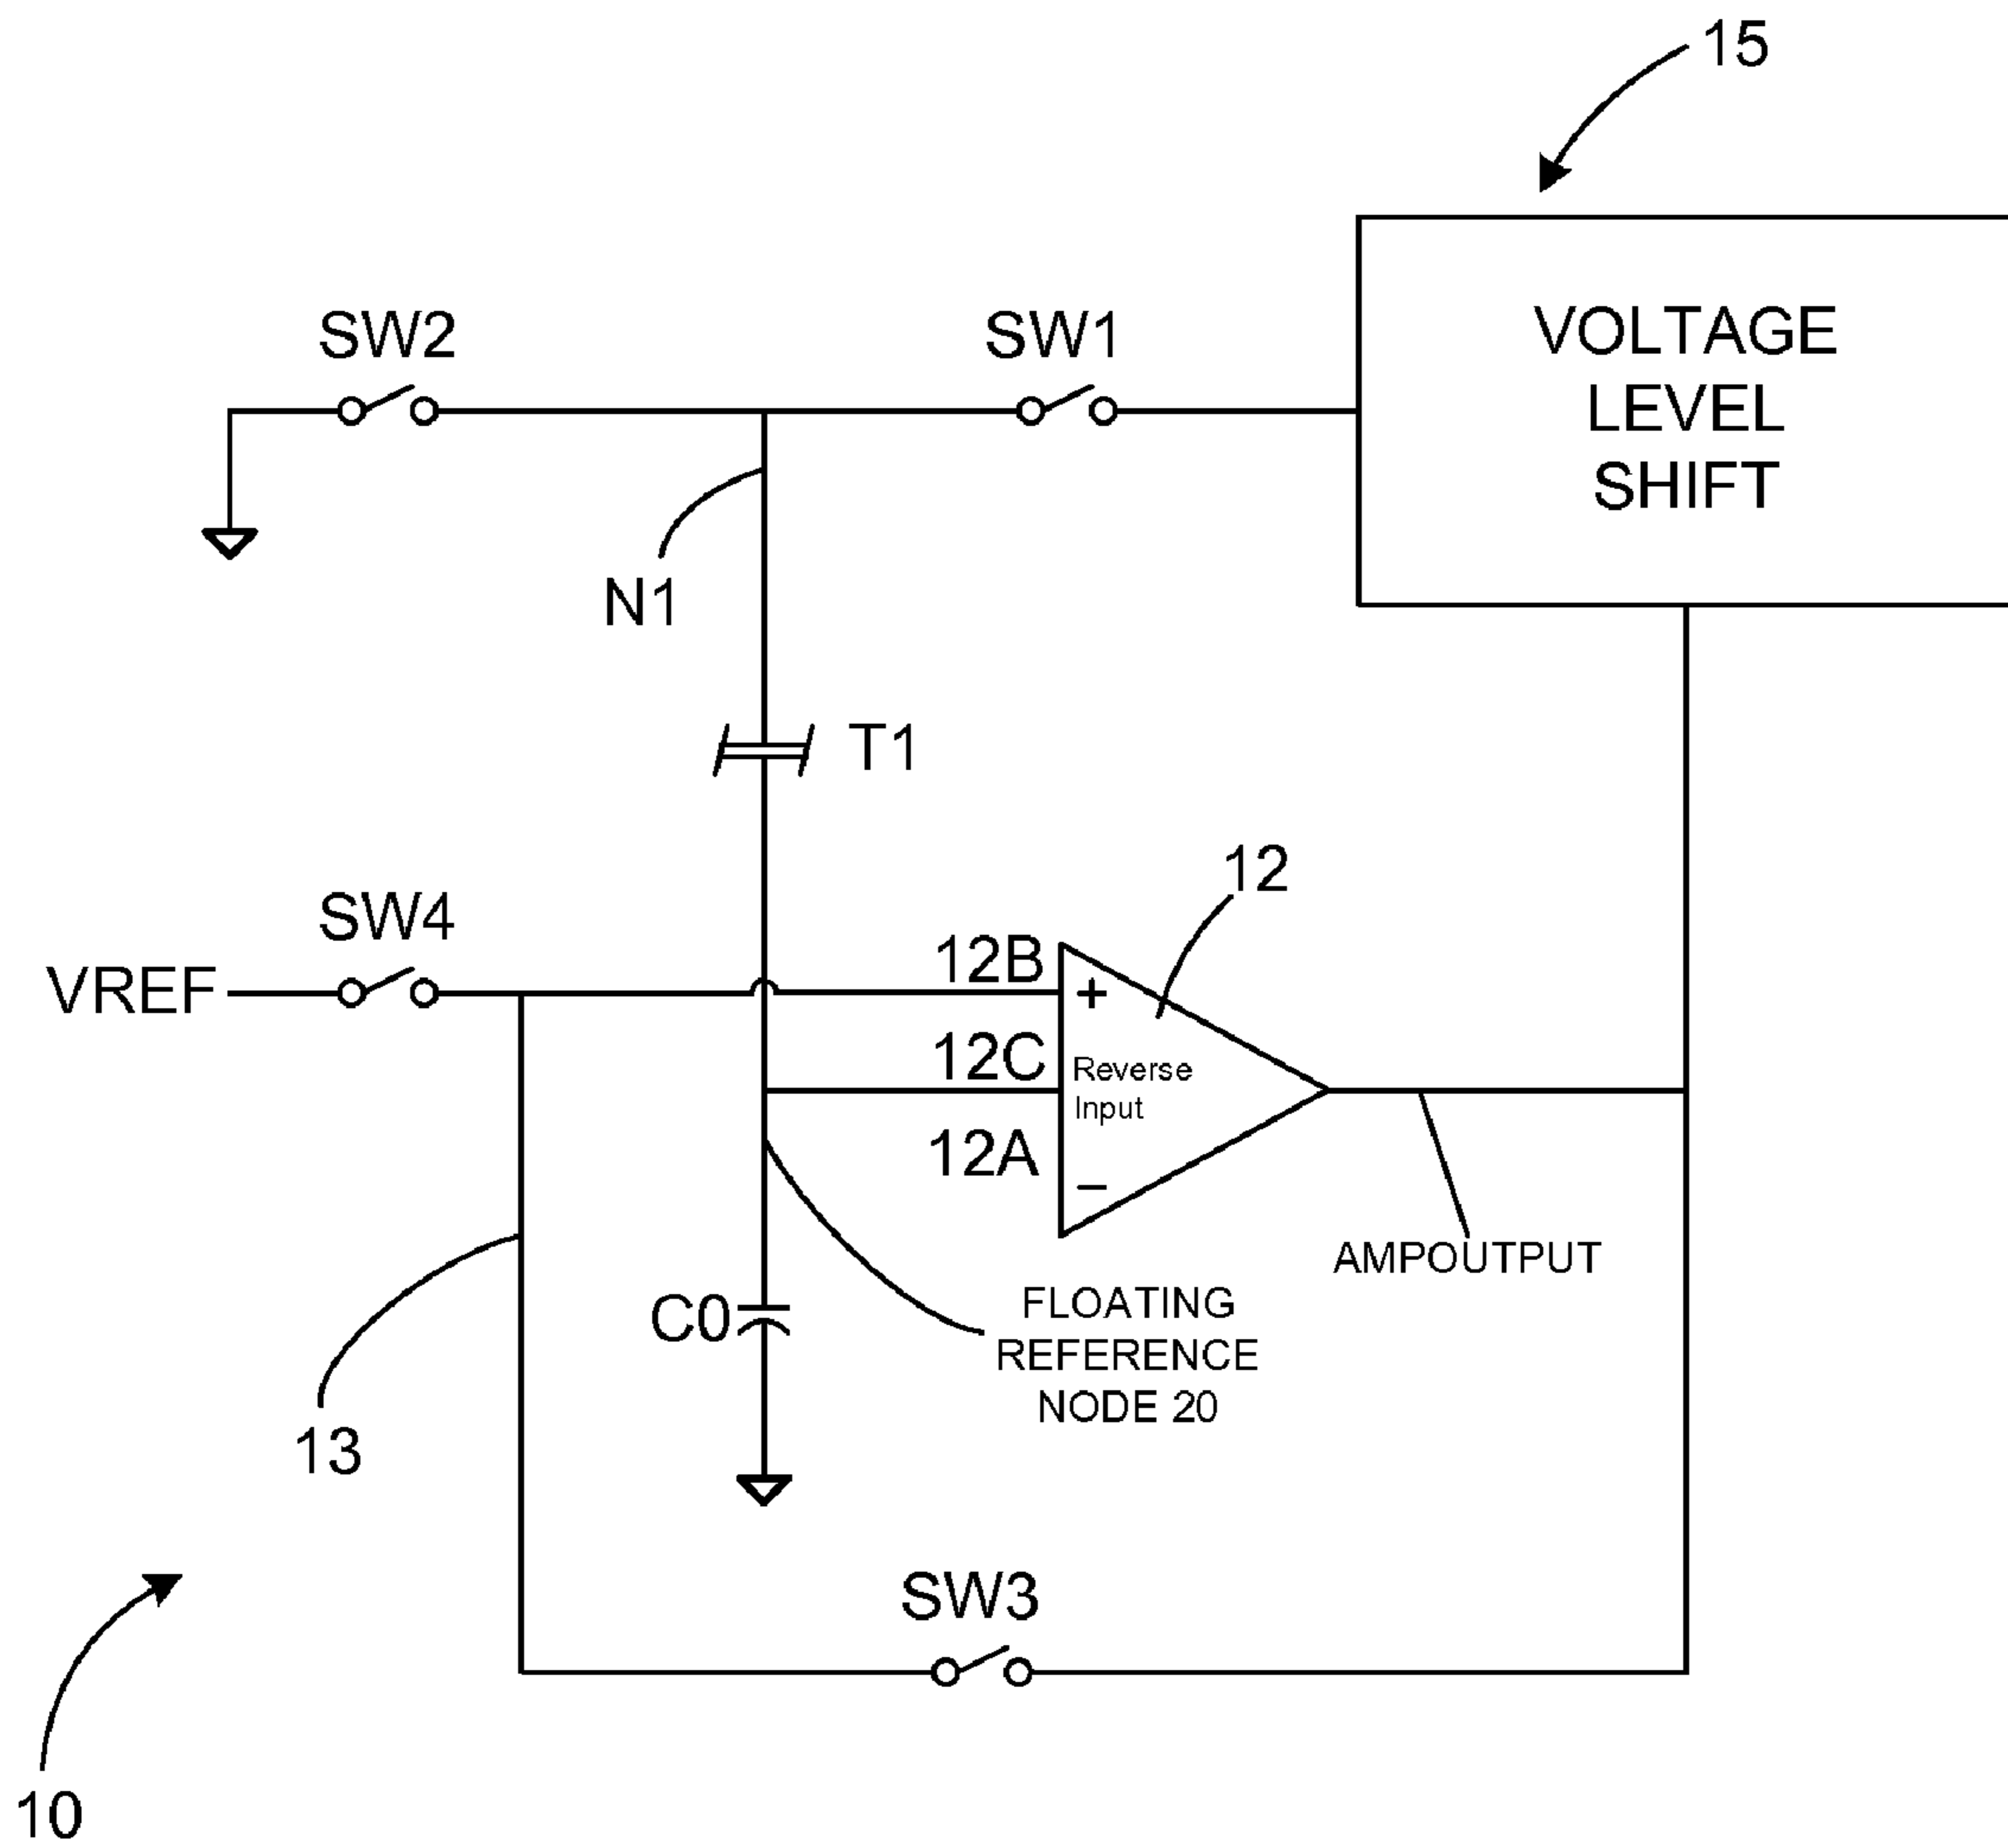 15
SW2
SW1
VOLTAGE
LEVEL
SHIFT
N1
T1
12
SW4
VREF
12B
+
12C
Reverse
Input
12A
−
AMPOUTPUT
C0
FLOATING
REFERENCE
NODE 20
13
SW3
10